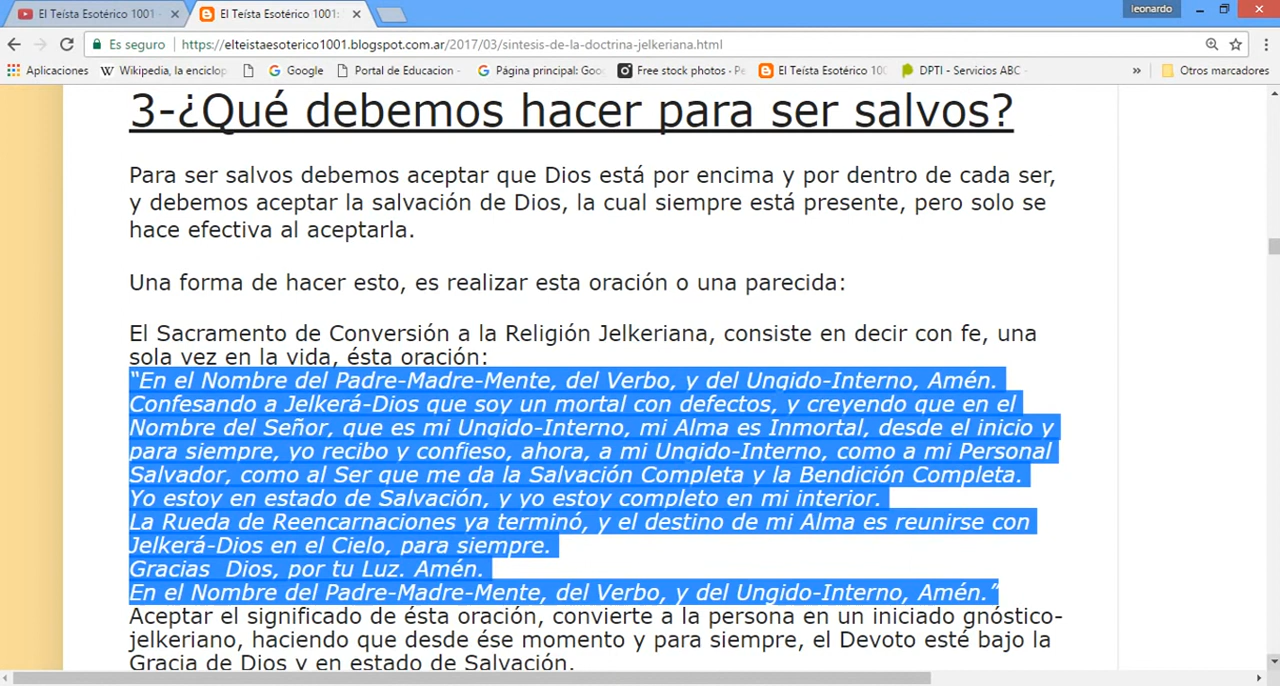 El Teísta Esotérico 1001
El Teísta Esotérico 1001:
leonardo
Es seguro
https://elteistaesoterico1001.blogspot.com.ar/2017/03/sintesis-de-la-doctrina-jelkeriana.html
Aplicaciones
Wikipedia, la enciclop
Google
Portal de Educacion -
Página principal: Goo
Free stock photos - Pe
El Teísta Esotérico 100
DPTI - Servicios ABC -
»
Otros marcadores
3-¿Qué debemos hacer para ser salvos?
Para ser salvos debemos aceptar que Dios está por encima y por dentro de cada ser,
y debemos aceptar la salvación de Dios, la cual siempre está presente, pero solo se
hace efectiva al aceptarla.
Una forma de hacer esto, es realizar esta oración o una parecida:
El Sacramento de Conversión a la Religión Jelkeriana, consiste en decir con fe, una
sola vez en la vida, ésta oración:
“En el Nombre del Padre-Madre-Mente, del Verbo, y del Ungido-Interno, Amén.
Confesando a Jelkerá-Dios que soy un mortal con defectos, y creyendo que en el
Nombre del Señor, que es mi Ungido-Interno, mi Alma es Inmortal, desde el inicio y
para siempre, yo recibo y confieso, ahora, a mi Ungido-Interno, como a mi Personal
Salvador, como al Ser que me da la Salvación Completa y la Bendición Completa.
Yo estoy en estado de Salvación, y yo estoy completo en mi interior.
La Rueda de Reencarnaciones ya terminó, y el destino de mi Alma es reunirse con
Jelkerá-Dios en el Cielo, para siempre.
Gracias  Dios, por tu Luz. Amén.
En el Nombre del Padre-Madre-Mente, del Verbo, y del Ungido-Interno, Amén.”
Aceptar el significado de ésta oración, convierte a la persona en un iniciado gnóstico-
jelkeriano, haciendo que desde ése momento y para siempre, el Devoto esté bajo la
Gracia de Dios y en estado de Salvación.